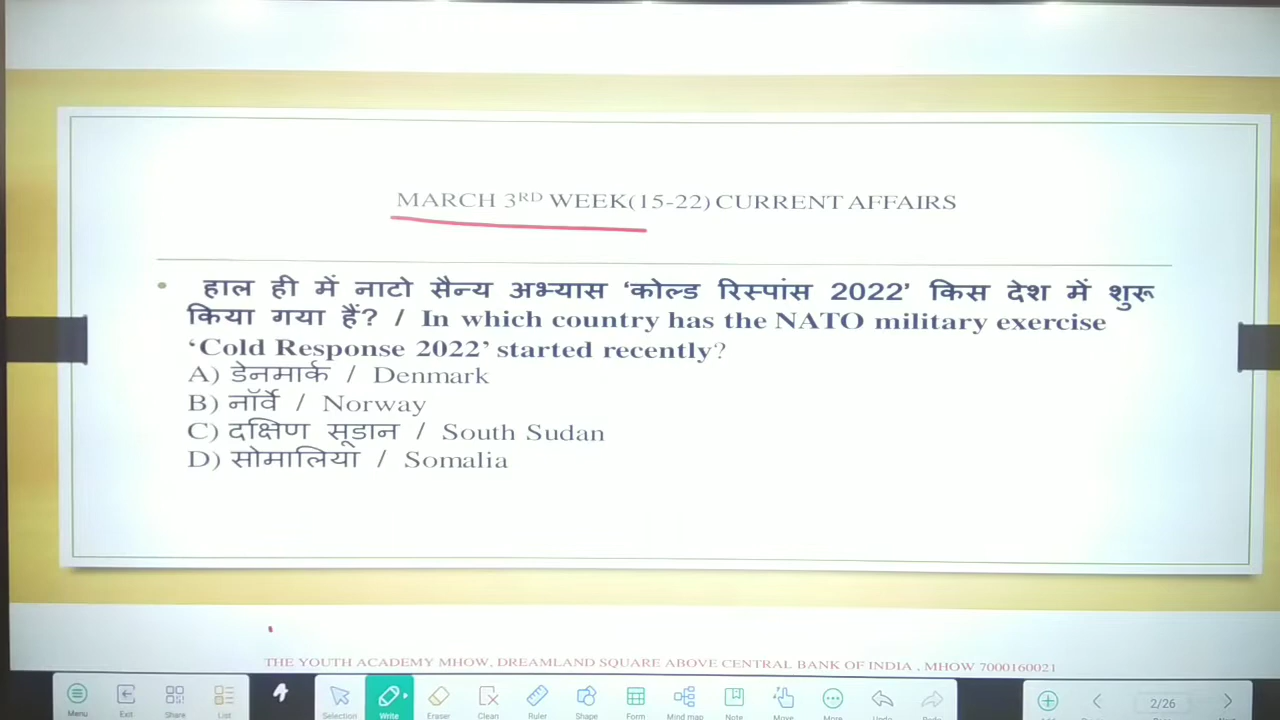 MARCH 3RD WEEK(15-22) CURRENT AFFAIRS
• हाल ही में नाटो सैन्य अभ्यास ‘कोल्ड रिस्पांस 2022’ किस देश में शुरू
किया गया हैं? / In which country has the NATO military exercise
‘Cold Response 2022’ started recently?
A) डेनमार्क / Denmark
B) नॉर्वे / Norway
C) दक्षिण सूडान / South Sudan
D) सोमालिया / Somalia
THE YOUTH ACADEMY MHOW, DREAMLAND SQUARE ABOVE CENTRAL BANK OF INDIA , MHOW 7000160021
Menu Exit Share List Selection Write Eraser Clean Ruler Shape Form Mind map Note Move More Undo Redo 2/26